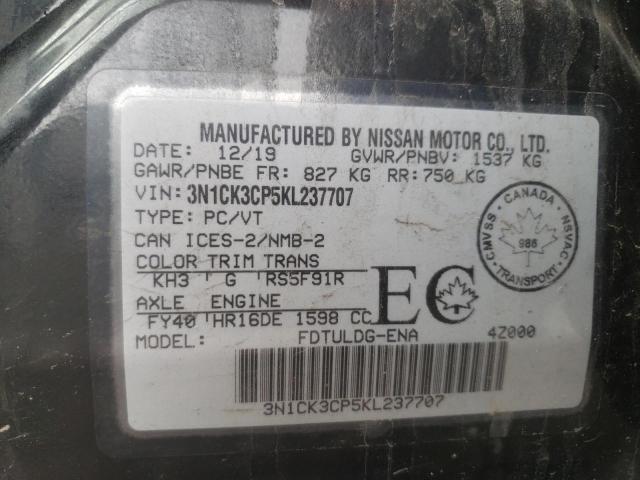 MANUFACTURED BY NISSAN MOTOR CO., LTD.
DATE: 12/19 GVWR/PNBV: 1537 KG
GAWR/PNBE FR: 827 KG RR: 750 KG
VIN: 3N1CK3CP5KL237707
TYPE: PC/VT
CAN ICES-2/NMB-2
COLOR TRIM TRANS
KH3 G RS5F91R
AXLE ENGINE
FY40 HR16DE 1598 CC
EC
CANADA
CMVSS NSVAC
986
TRANSPORT
MODEL: FDTULDG-ENA 4Z000
3N1CK3CP5KL237707